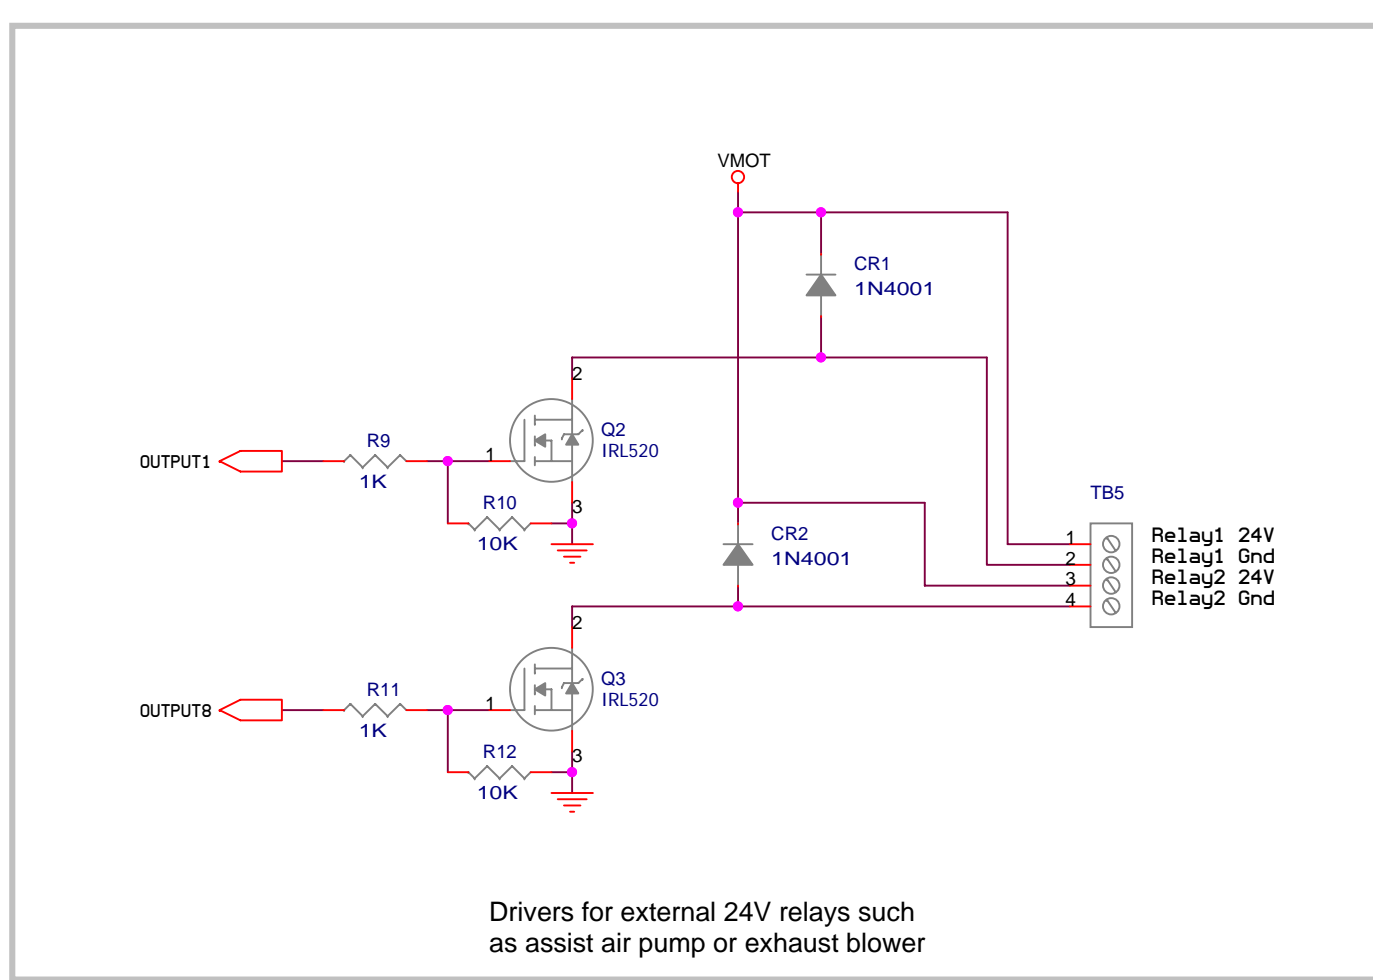 VMOT
CR1
1N4001
2
Q2
IRL520
OUTPUT1
R9
1K
1
R10
10K
3
TB5
CR2
1N4001
1
2
3
4
Relay1 24V
Relay1 Gnd
Relay2 24V
Relay2 Gnd
2
Q3
IRL520
OUTPUT8
R11
1K
1
R12
10K
3
Drivers for external 24V relays such
as assist air pump or exhaust blower